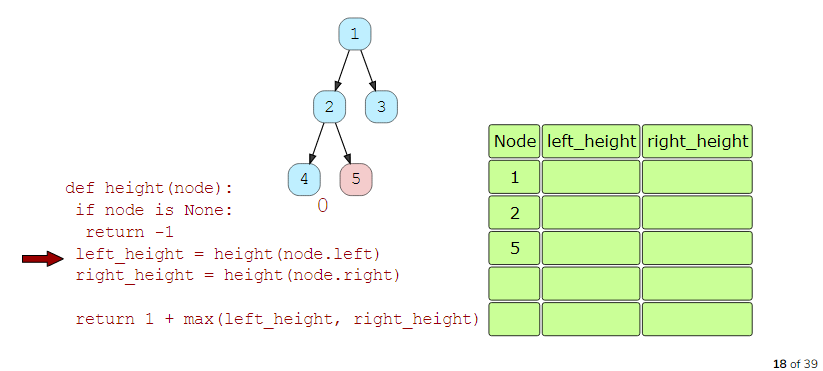 1
2 3
4 5
0
def height(node):
if node is None:
return -1
left_height = height(node.left)
right_height = height(node.right)
return 1 + max(left_height, right_height)
Node left_height right_height
1
2
5
18 of 39